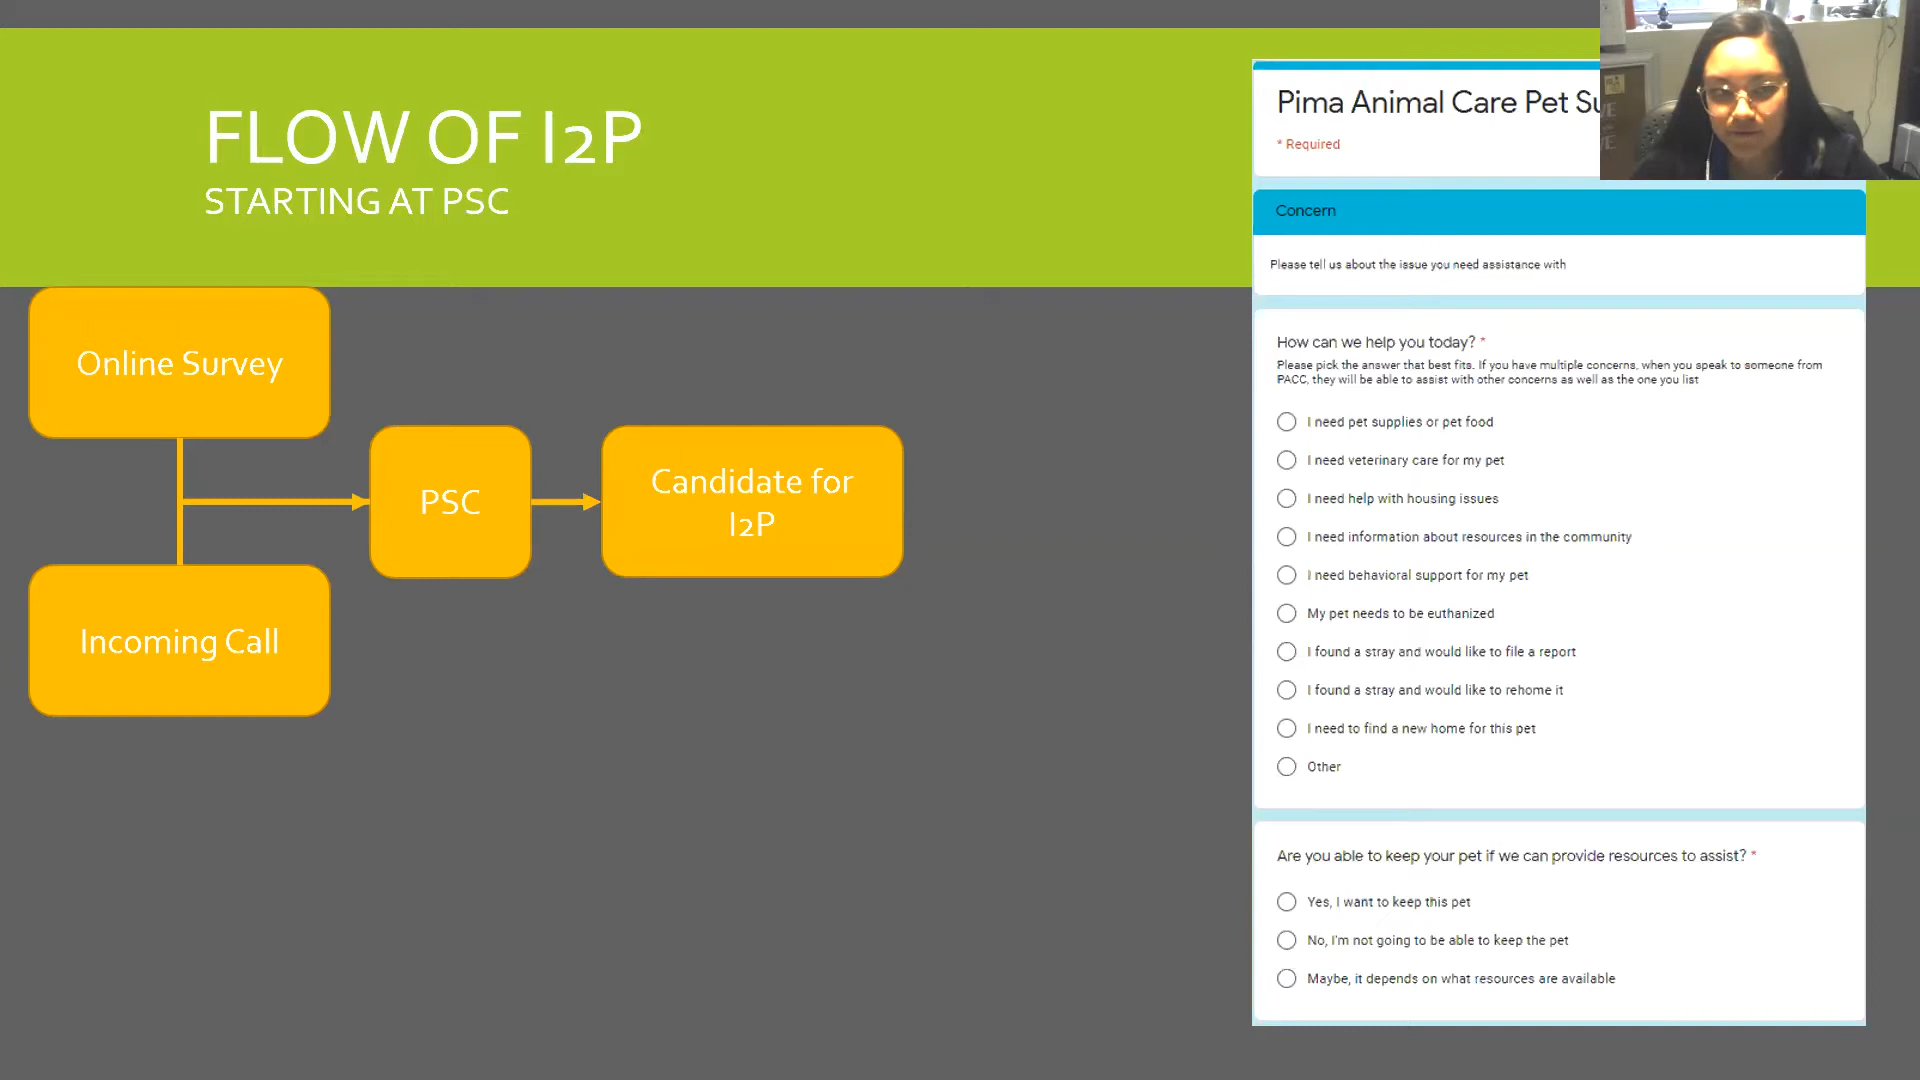 FLOW OF I2P
STARTING AT PSC
Online Survey
Incoming Call
PSC
Candidate for
I2P
Pima Animal Care Pet
* Required
Concern
Please tell us about the issue you need assistance with
How can we help you today? *
Please pick the answer that best fits. If you have multiple concerns, when you speak to someone from
PACC, they will be able to assist with other concerns as well as the one you list
I need pet supplies or pet food
I need veterinary care for my pet
I need help with housing issues
I need information about resources in the community
I need behavioral support for my pet
My pet needs to be euthanized
I found a stray and would like to file a report
I found a stray and would like to rehome it
I need to find a new home for this pet
Other
Are you able to keep your pet if we can provide resources to assist? *
Yes, I want to keep this pet
No, I'm not going to be able to keep the pet
Maybe, it depends on what resources are available